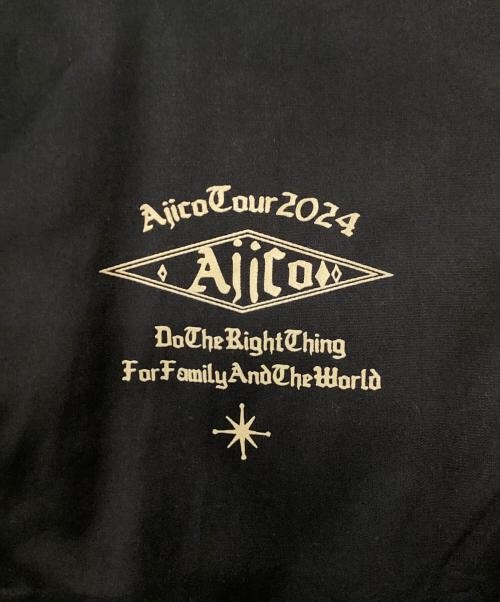 AjicoTour2024
Ajico
DoTheRightThing
ForFamilyAndTheWorld